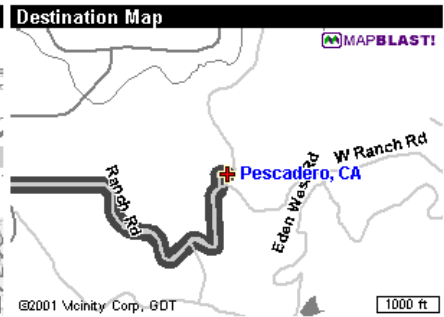 Destination Map
MAPBLAST!
W Ranch Rd
Ranch Rd
Pescadero, CA
Eden West Rd
©2001 Vicinity Corp, GDT
1000 ft